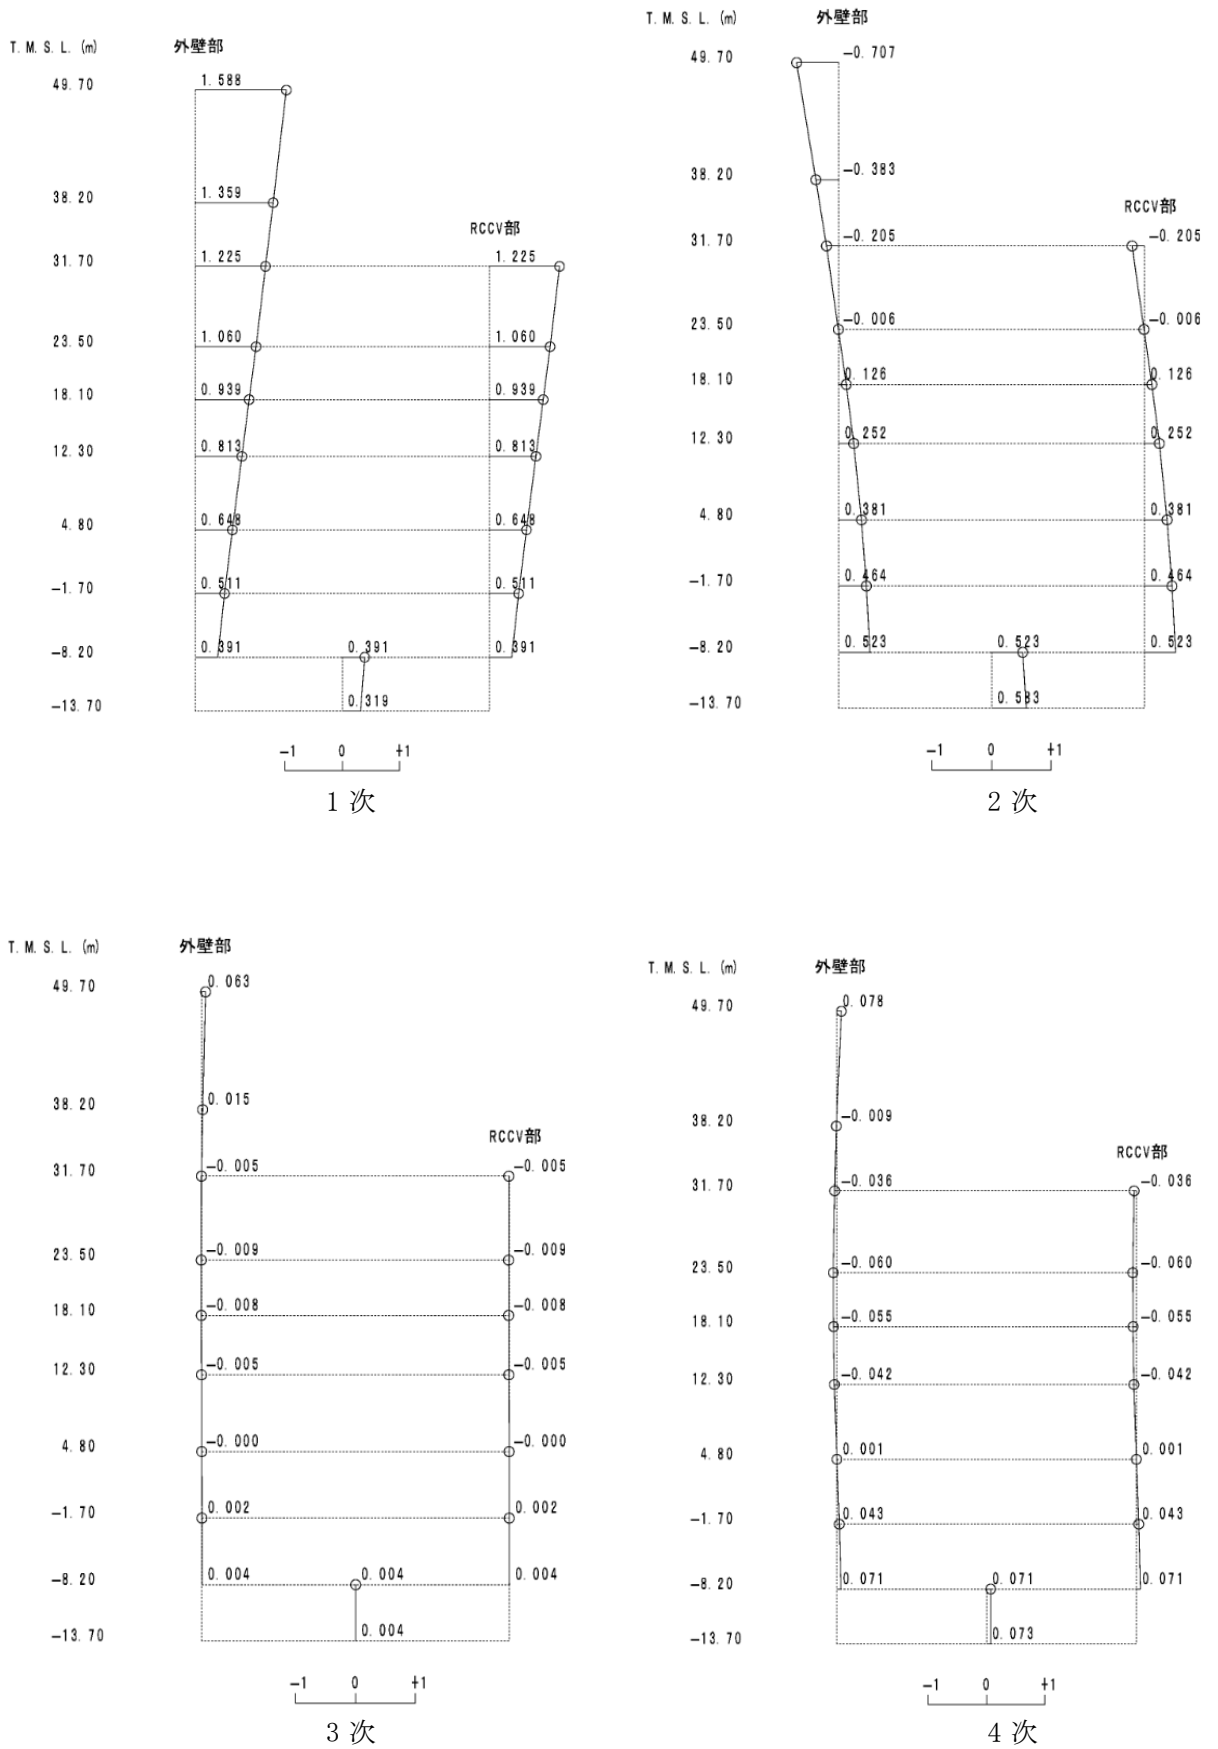 T. M. S. L. (m) 外壁部
49. 70 1. 588
38. 20 1. 359
RCCV部
31. 70 1. 225 1. 225
23. 50 1. 060 1. 060
18. 10 0. 939 0. 939
12. 30 0. 813 0. 813
4. 80 0. 648 0. 648
-1. 70 0. 511 0. 511
-8. 20 0. 391 0. 391 0. 391
-13. 70 0. 319
-1 0 +1
1 次
T. M. S. L. (m) 外壁部
49. 70 -0. 707
38. 20 -0. 383
RCCV部
31. 70 -0. 205 -0. 205
23. 50 -0. 006 -0. 006
18. 10 0. 126 0. 126
12. 30 0. 252 0. 252
4. 80 0. 381 0. 381
-1. 70 0. 464 0. 464
-8. 20 0. 523 0. 523 0. 523
-13. 70
-1 0 +1
2 次
T. M. S. L. (m) 外壁部
49. 70 0. 063
38. 20 0. 015
RCCV部
31. 70 -0. 005 -0. 005
23. 50 -0. 009 -0. 009
18. 10 -0. 008 -0. 008
12. 30 -0. 005 -0. 005
4. 80 -0. 000 -0. 000
-1. 70 0. 002 0. 002
-8. 20 0. 004 0. 004 0. 004
-13. 70 0. 004
-1 0 +1
3 次
T. M. S. L. (m) 外壁部
49. 70 0. 078
38. 20 -0. 009
RCCV部
31. 70 -0. 036 -0. 036
23. 50 -0. 060 -0. 060
18. 10 -0. 055 -0. 055
12. 30 -0. 042 -0. 042
4. 80 0. 001 0. 001
-1. 70 0. 043 0. 043
-8. 20 0. 071 0. 071 0. 071
-13. 70 0. 073
-1 0 +1
4 次